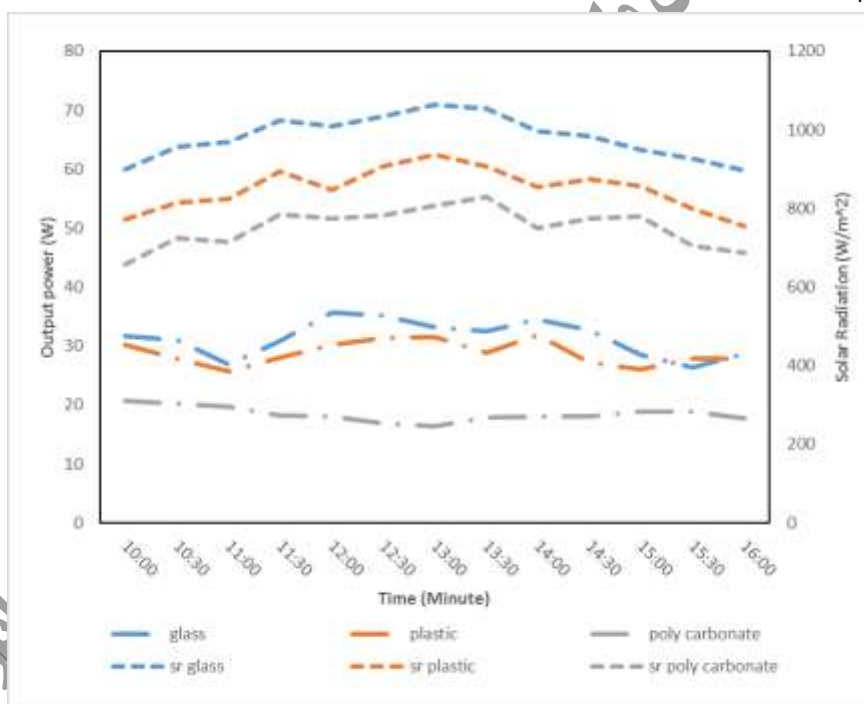 80
70
60
50
40
30
20
10
0
Output power (W)
1200
1000
800
600
400
200
0
Solar Radiation (W/m^2)
10:00 10:30 11:00 11:30 12:00 12:30 13:00 13:30 14:00 14:30 15:00 15:30 16:00
Time (Minute)
glass plastic poly carbonate
sr glass sr plastic sr poly carbonate